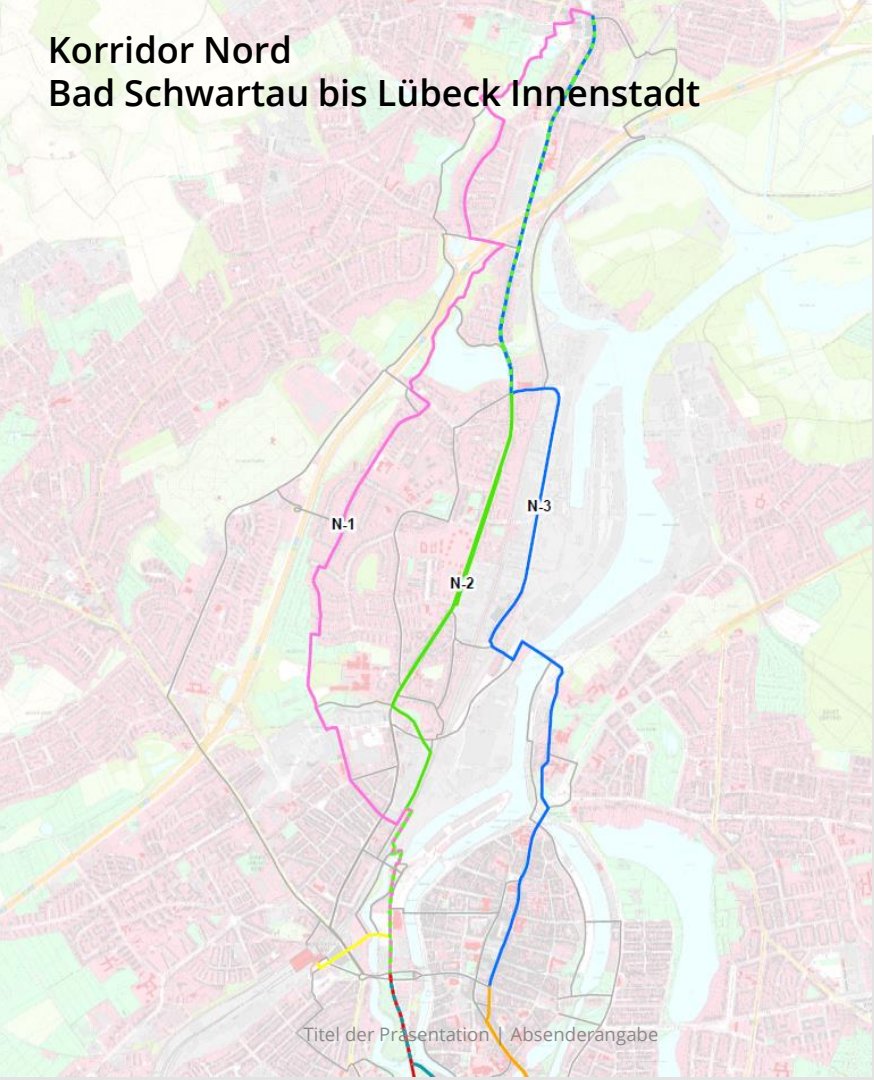 Korridor Nord
Bad Schwartau bis Lübeck Innenstadt
N-3
N-1
N-2
Titel der Präsentation | Absenderangabe